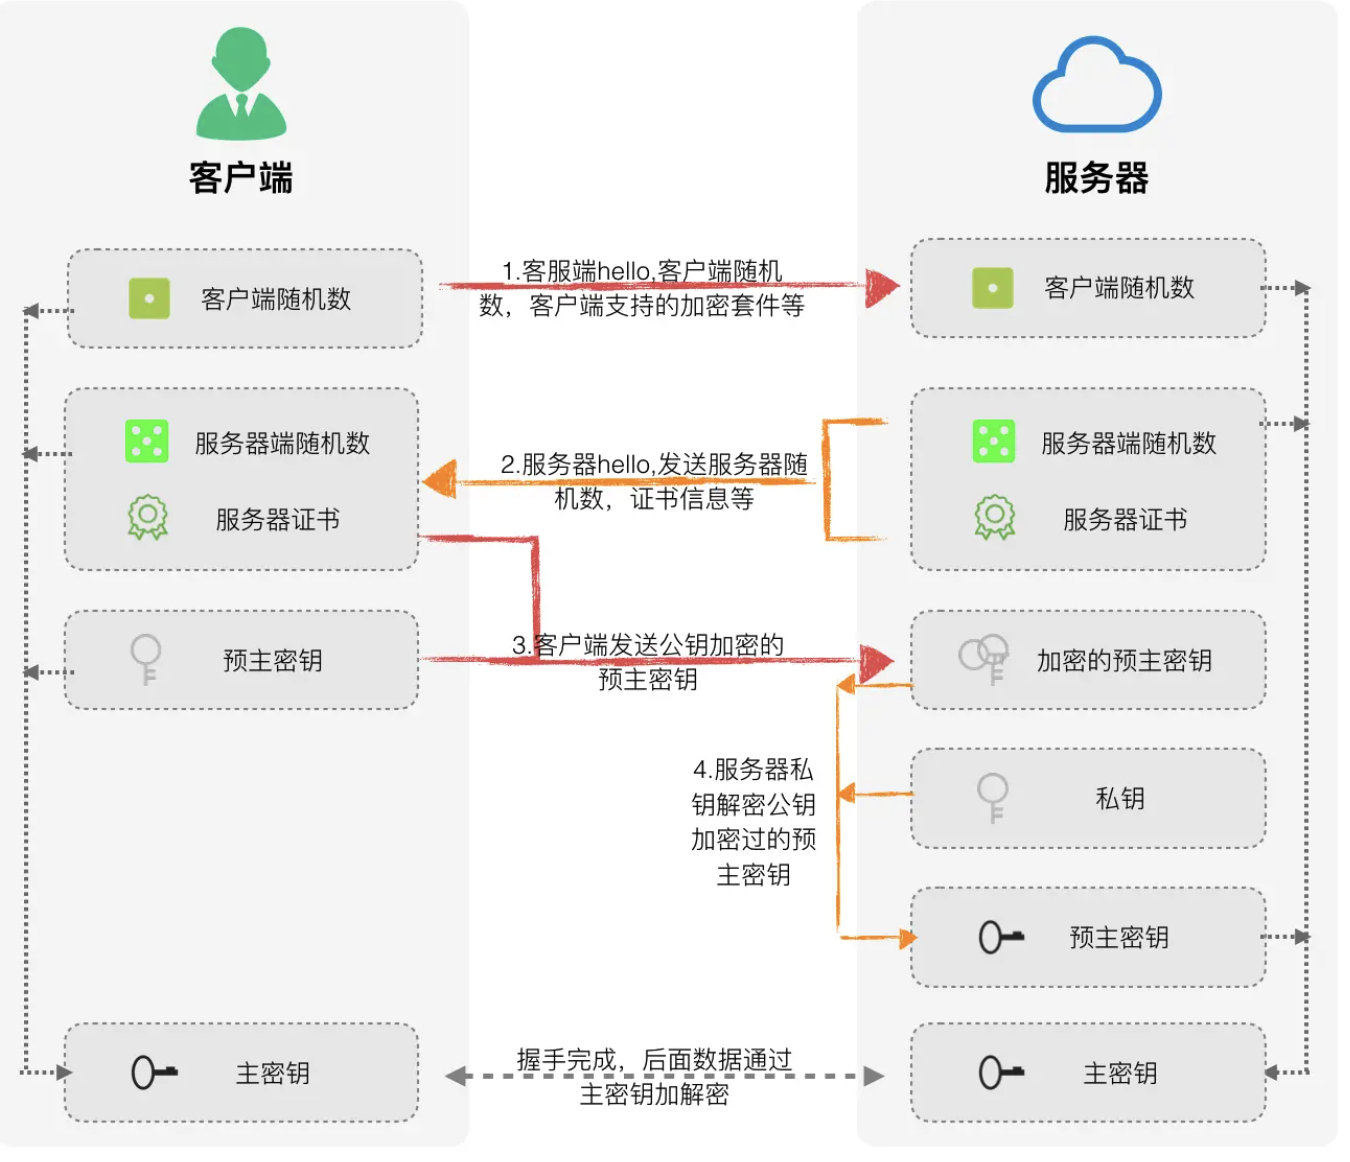 客户端
服务器
客户端随机数
1.客服端hello,客户端随机
数，客户端支持的加密套件等
客户端随机数
服务器端随机数
服务器证书
2.服务器hello,发送服务器随
机数，证书信息等
服务器端随机数
服务器证书
预主密钥
3.客户端发送公钥加密的
预主密钥
加密的预主密钥
4.服务器私
钥解密公钥
加密过的预
主密钥
私钥
预主密钥
主密钥
握手完成，后面数据通过
主密钥加解密
主密钥